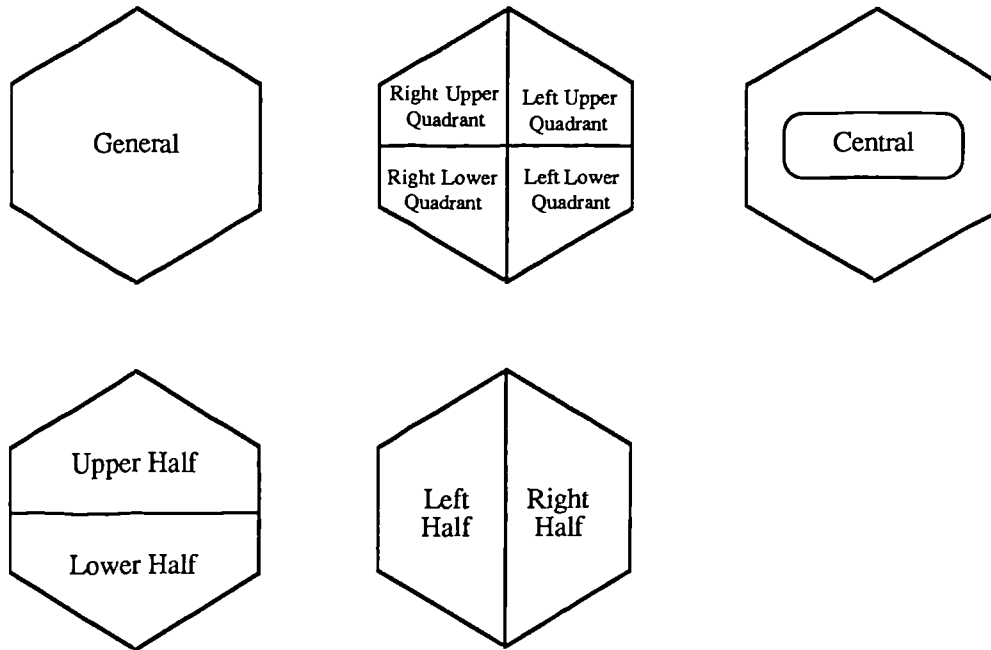 General
Right Upper
Quadrant
Left Upper
Quadrant
Right Lower
Quadrant
Left Lower
Quadrant
Central
Upper Half
Lower Half
Left
Half
Right
Half